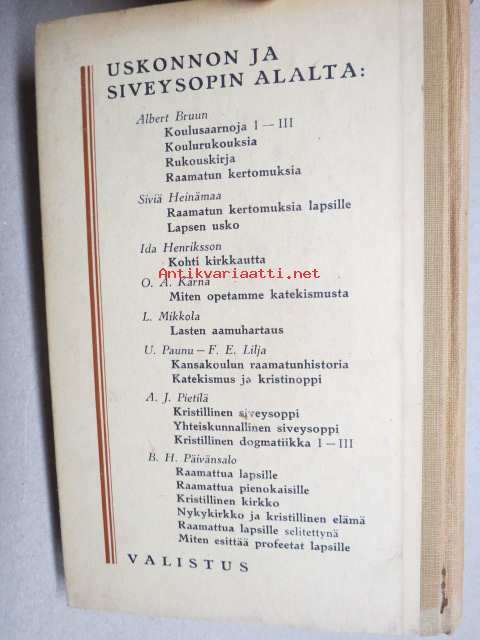 USKONNON JA
SIVEYSOPIN ALALTA:
Albert Bruun
Koulusaarnoja I — III
Koulurukouksia
Rukouskirja
Raamatun kertomuksia
Siviä Heinämaa
Raamatun kertomuksia lapsille
Lapsen usko
Ida Henriksson
Kohti kirkkautta
Antikvariaatti.net
O. A. Kärnä
Miten opetamme katekismusta
L. Mikkola
Lasten aamuhartaus
U. Paunu — F. E. Lilja
Kansakoulun raamatunhistoria
Katekismus ja kristinoppi
A. J. Pietilä
Kristillinen siveysoppi
Yhteiskunnallinen siveysoppi
Kristillinen dogmatiikka I — III
B. H. Päivänsalo
Raamattua lapsille
Raamattua pienokaisille
Kristillinen kirkko
Nykykirkko ja kristillinen elämä
Raamattua lapsille selitettynä
Miten esittää profeetat lapsille
VALISTUS